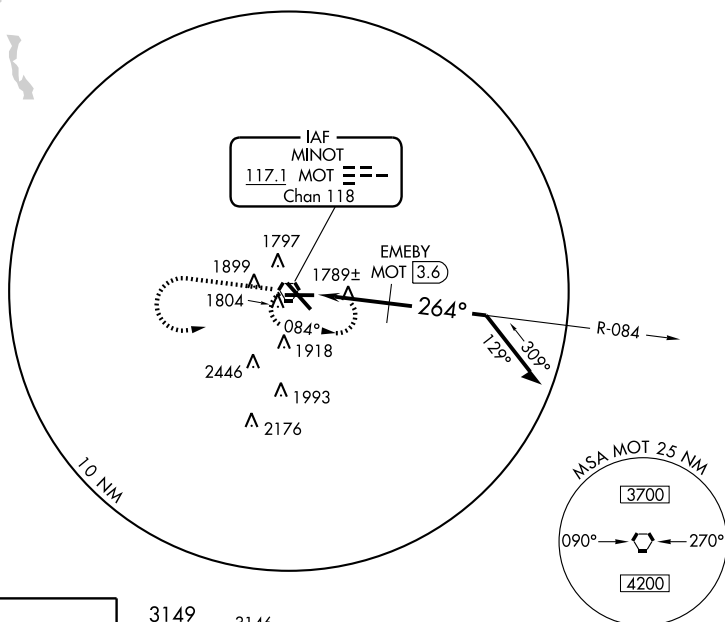 IAF
MINOT
117.1 MOT
Chan 118
1797
1899
1789±
1804
EMEBY
MOT 3.6
264°
084°
R-084
309°
129°
1918
2446
1993
2176
10 NM
MSA MOT 25 NM
3700
090°
270°
4200
3149
3146